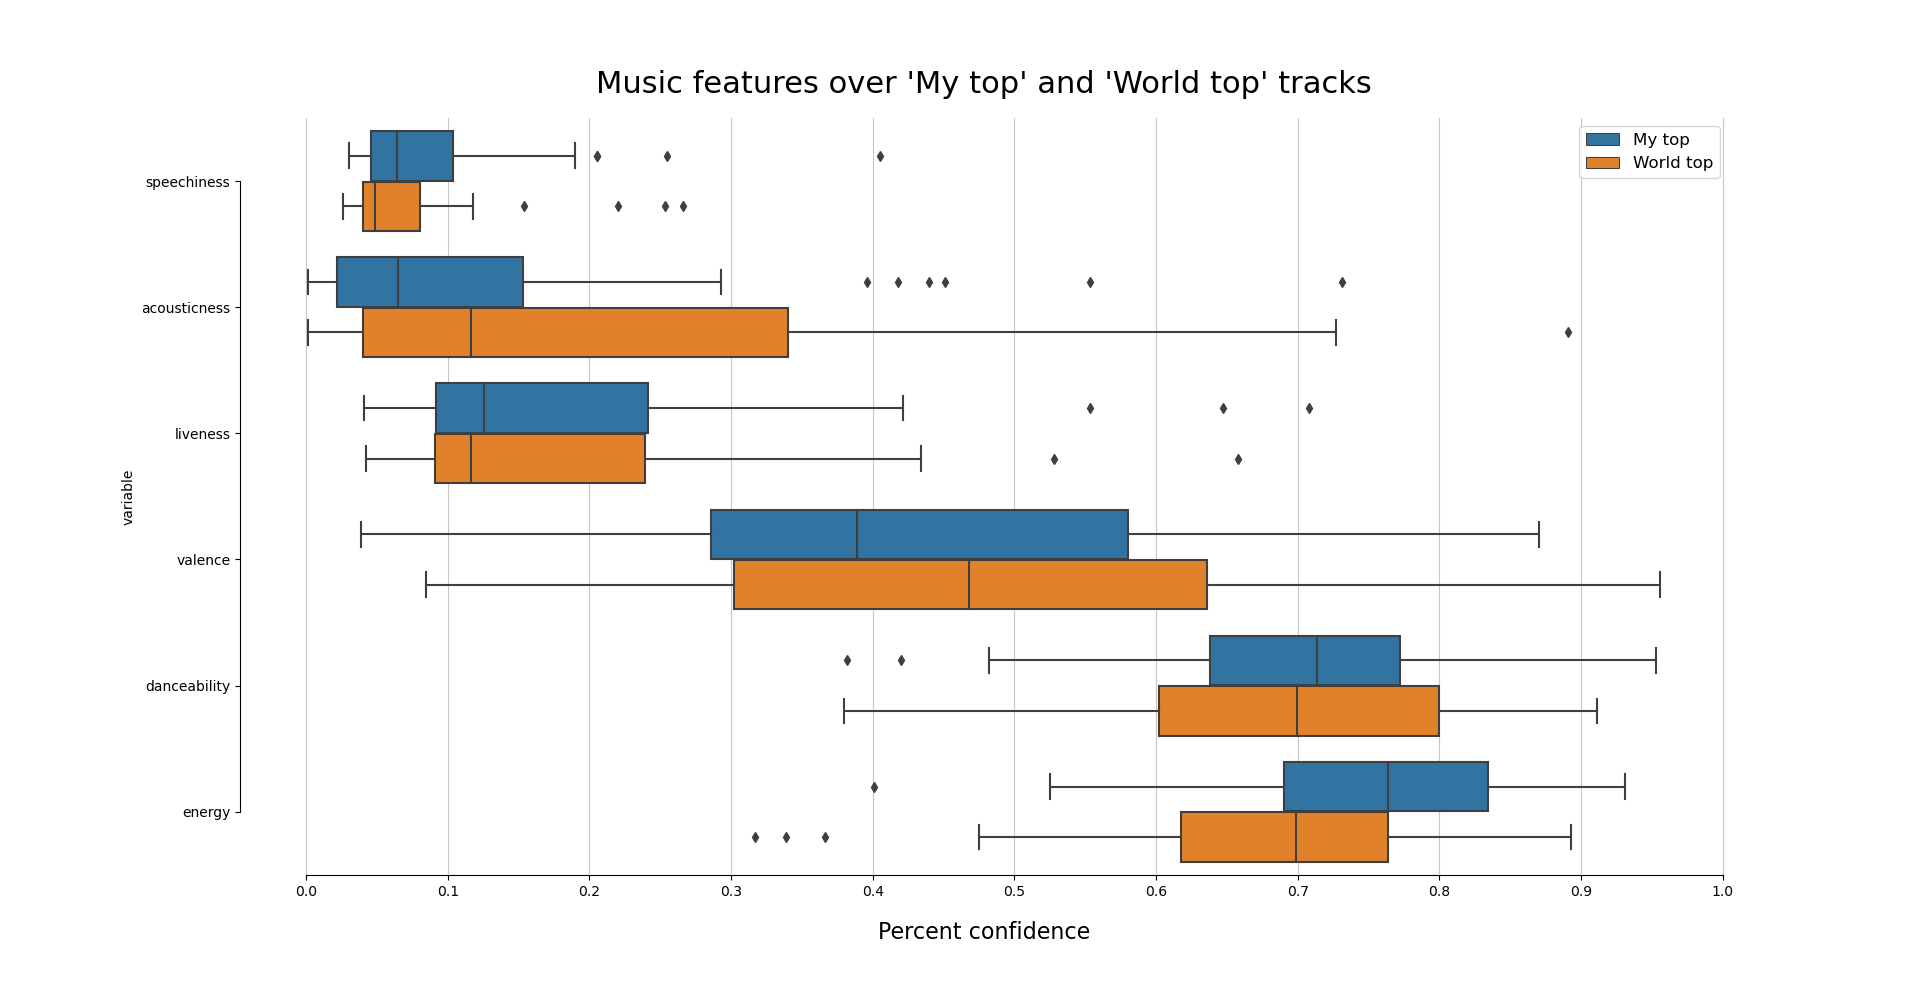 Music features over 'My top' and 'World top' tracks
My top
World top
speechiness
acousticness
liveness
valence
danceability
energy
variable
0.0 0.1 0.2 0.3 0.4 0.5 0.6 0.7 0.8 0.9 1.0
Percent confidence